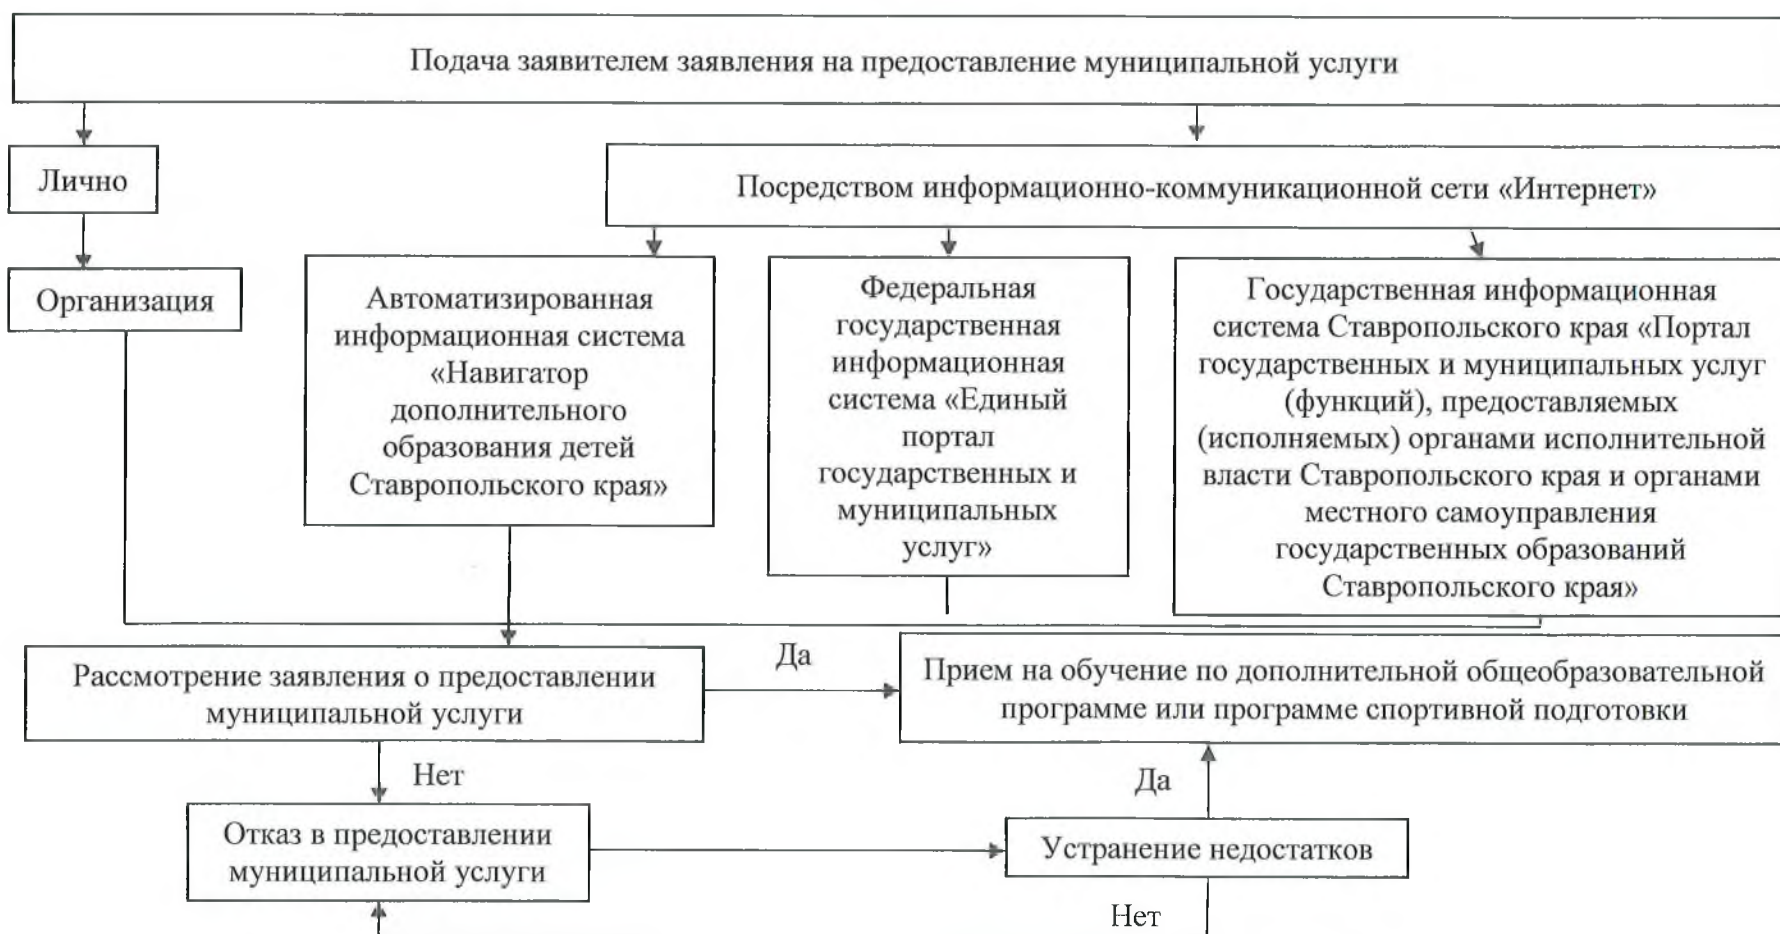 Подача заявителем заявления на предоставление муниципальной услуги
Лично
Посредством информационно-коммуникационной сети «Интернет»
Организация
Автоматизированная
информационная система
«Навигатор
дополнительного
образования детей
Ставропольского края»
Федеральная
государственная
информационная
система «Единый
портал
государственных и
муниципальных
услуг»
Государственная информационная
система Ставропольского края «Портал
государственных и муниципальных услуг
(функций), предоставляемых
(исполняемых) органами исполнительной
власти Ставропольского края и органами
местного самоуправления
государственных образований
Ставропольского края»
Рассмотрение заявления о предоставлении
муниципальной услуги
Да
Прием на обучение по дополнительной общеобразовательной
программе или программе спортивной подготовки
Нет
Да
Отказ в предоставлении
муниципальной услуги
Устранение недостатков
Нет